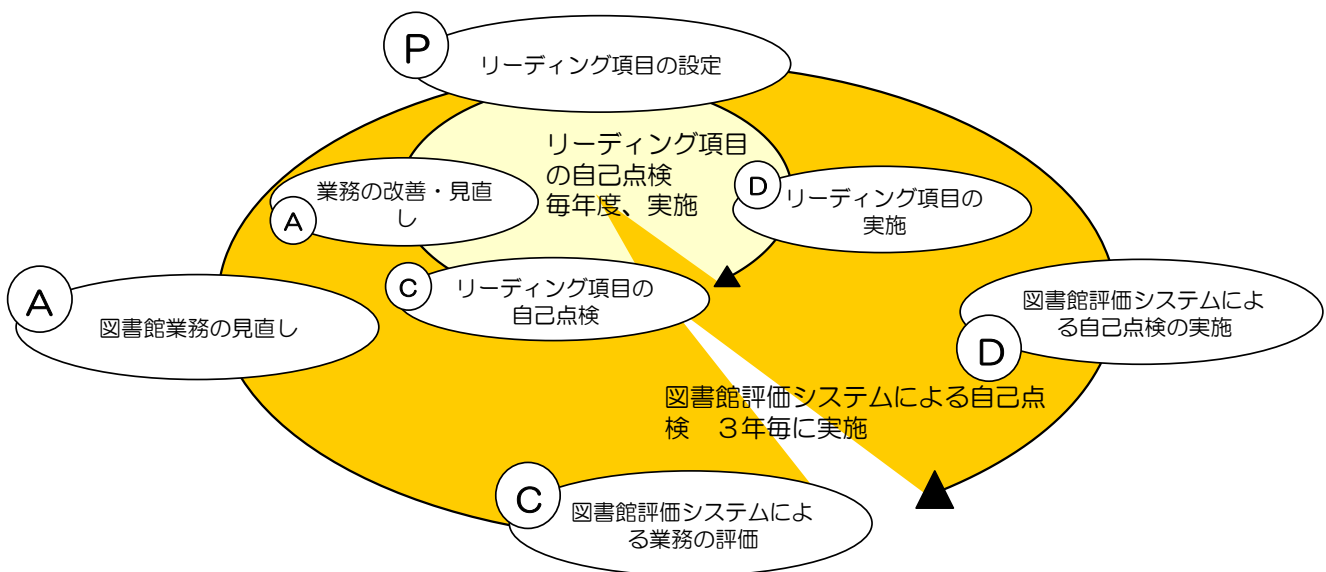 P
リーディング項目の設定
リーディング項目
の自己点検
毎年度、実施
業務の改善・見直
し
A
D
リーディング項目の
実施
C
リーディング項目の
自己点検
A
図書館業務の見直し
図書館評価システムによ
る自己点検の実施
D
図書館評価システムによる自己点
検　３年毎に実施
C
図書館評価システムによ
る業務の評価